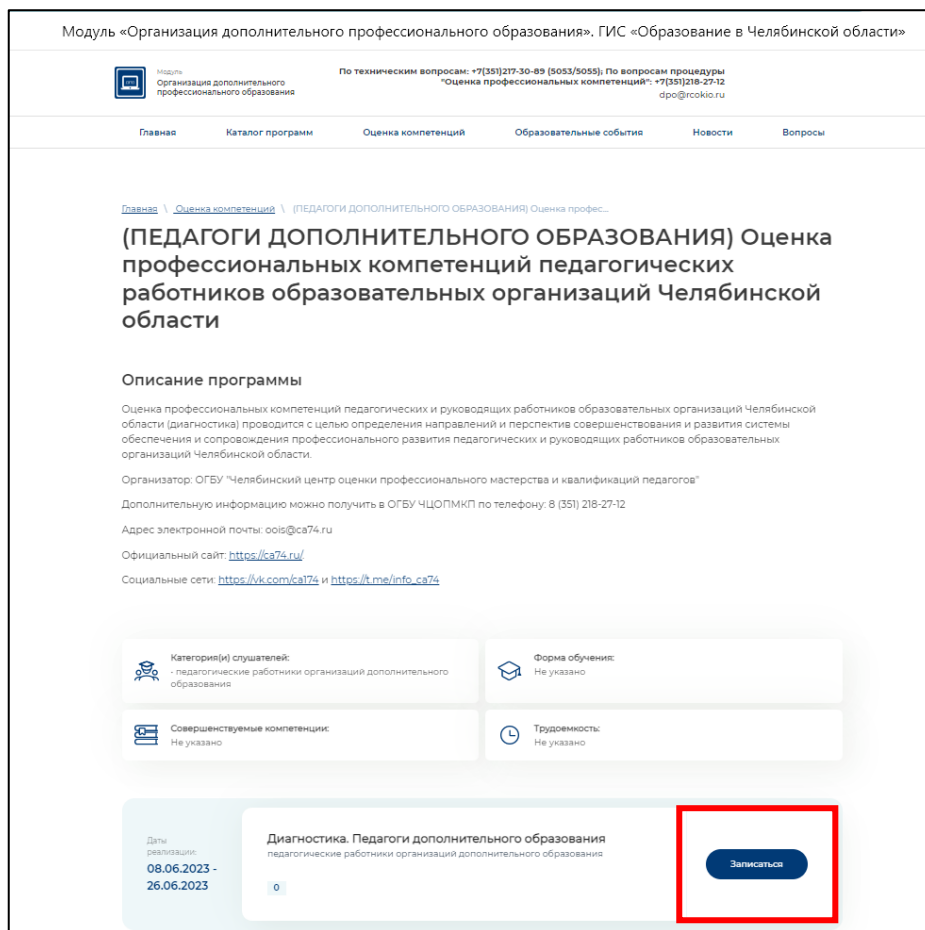 Модуль «Организация дополнительного профессионального образования». ГИС «Образование в Челябинской области»
Модуль
Организация дополнительного
профессионального образования
По техническим вопросам: +7(351)217-30-89 (5053/5055); По вопросам процедуры
"Оценка профессиональных компетенций": +7(351)218-27-12
dpo@rcokio.ru
Главная Каталог программ Оценка компетенций Образовательные события Новости Вопросы
Главная \ Оценка компетенций \ (ПЕДАГОГИ ДОПОЛНИТЕЛЬНОГО ОБРАЗОВАНИЯ) Оценка профес...
(ПЕДАГОГИ ДОПОЛНИТЕЛЬНОГО ОБРАЗОВАНИЯ) Оценка
профессиональных компетенций педагогических
работников образовательных организаций Челябинской
области
Описание программы
Оценка профессиональных компетенций педагогических и руководящих работников образовательных организаций Челябинской
области (диагностика) проводится с целью определения направлений и перспектив совершенствования и развития системы
обеспечения и сопровождения профессионального развития педагогических и руководящих работников образовательных
организаций Челябинской области.
Организатор: ОГБУ "Челябинский центр оценки профессионального мастерства и квалификаций педагогов"
Дополнительную информацию можно получить в ОГБУ ЧЦОПМКП по телефону: 8 (351) 218-27-12
Адрес электронной почты: oois@ca74.ru
Официальный сайт: https://ca74.ru/
Социальные сети: https://vk.com/ca174 и https://t.me/info_ca74
Категория(и) слушателей:
- педагогические работники организаций дополнительного
образования
Форма обучения:
Не указано
Совершенствуемые компетенции:
Не указано
Трудоемкость:
Не указано
Даты
реализации:
08.06.2023 -
26.06.2023
Диагностика. Педагоги дополнительного образования
педагогические работники организаций дополнительного образования
0
Записаться